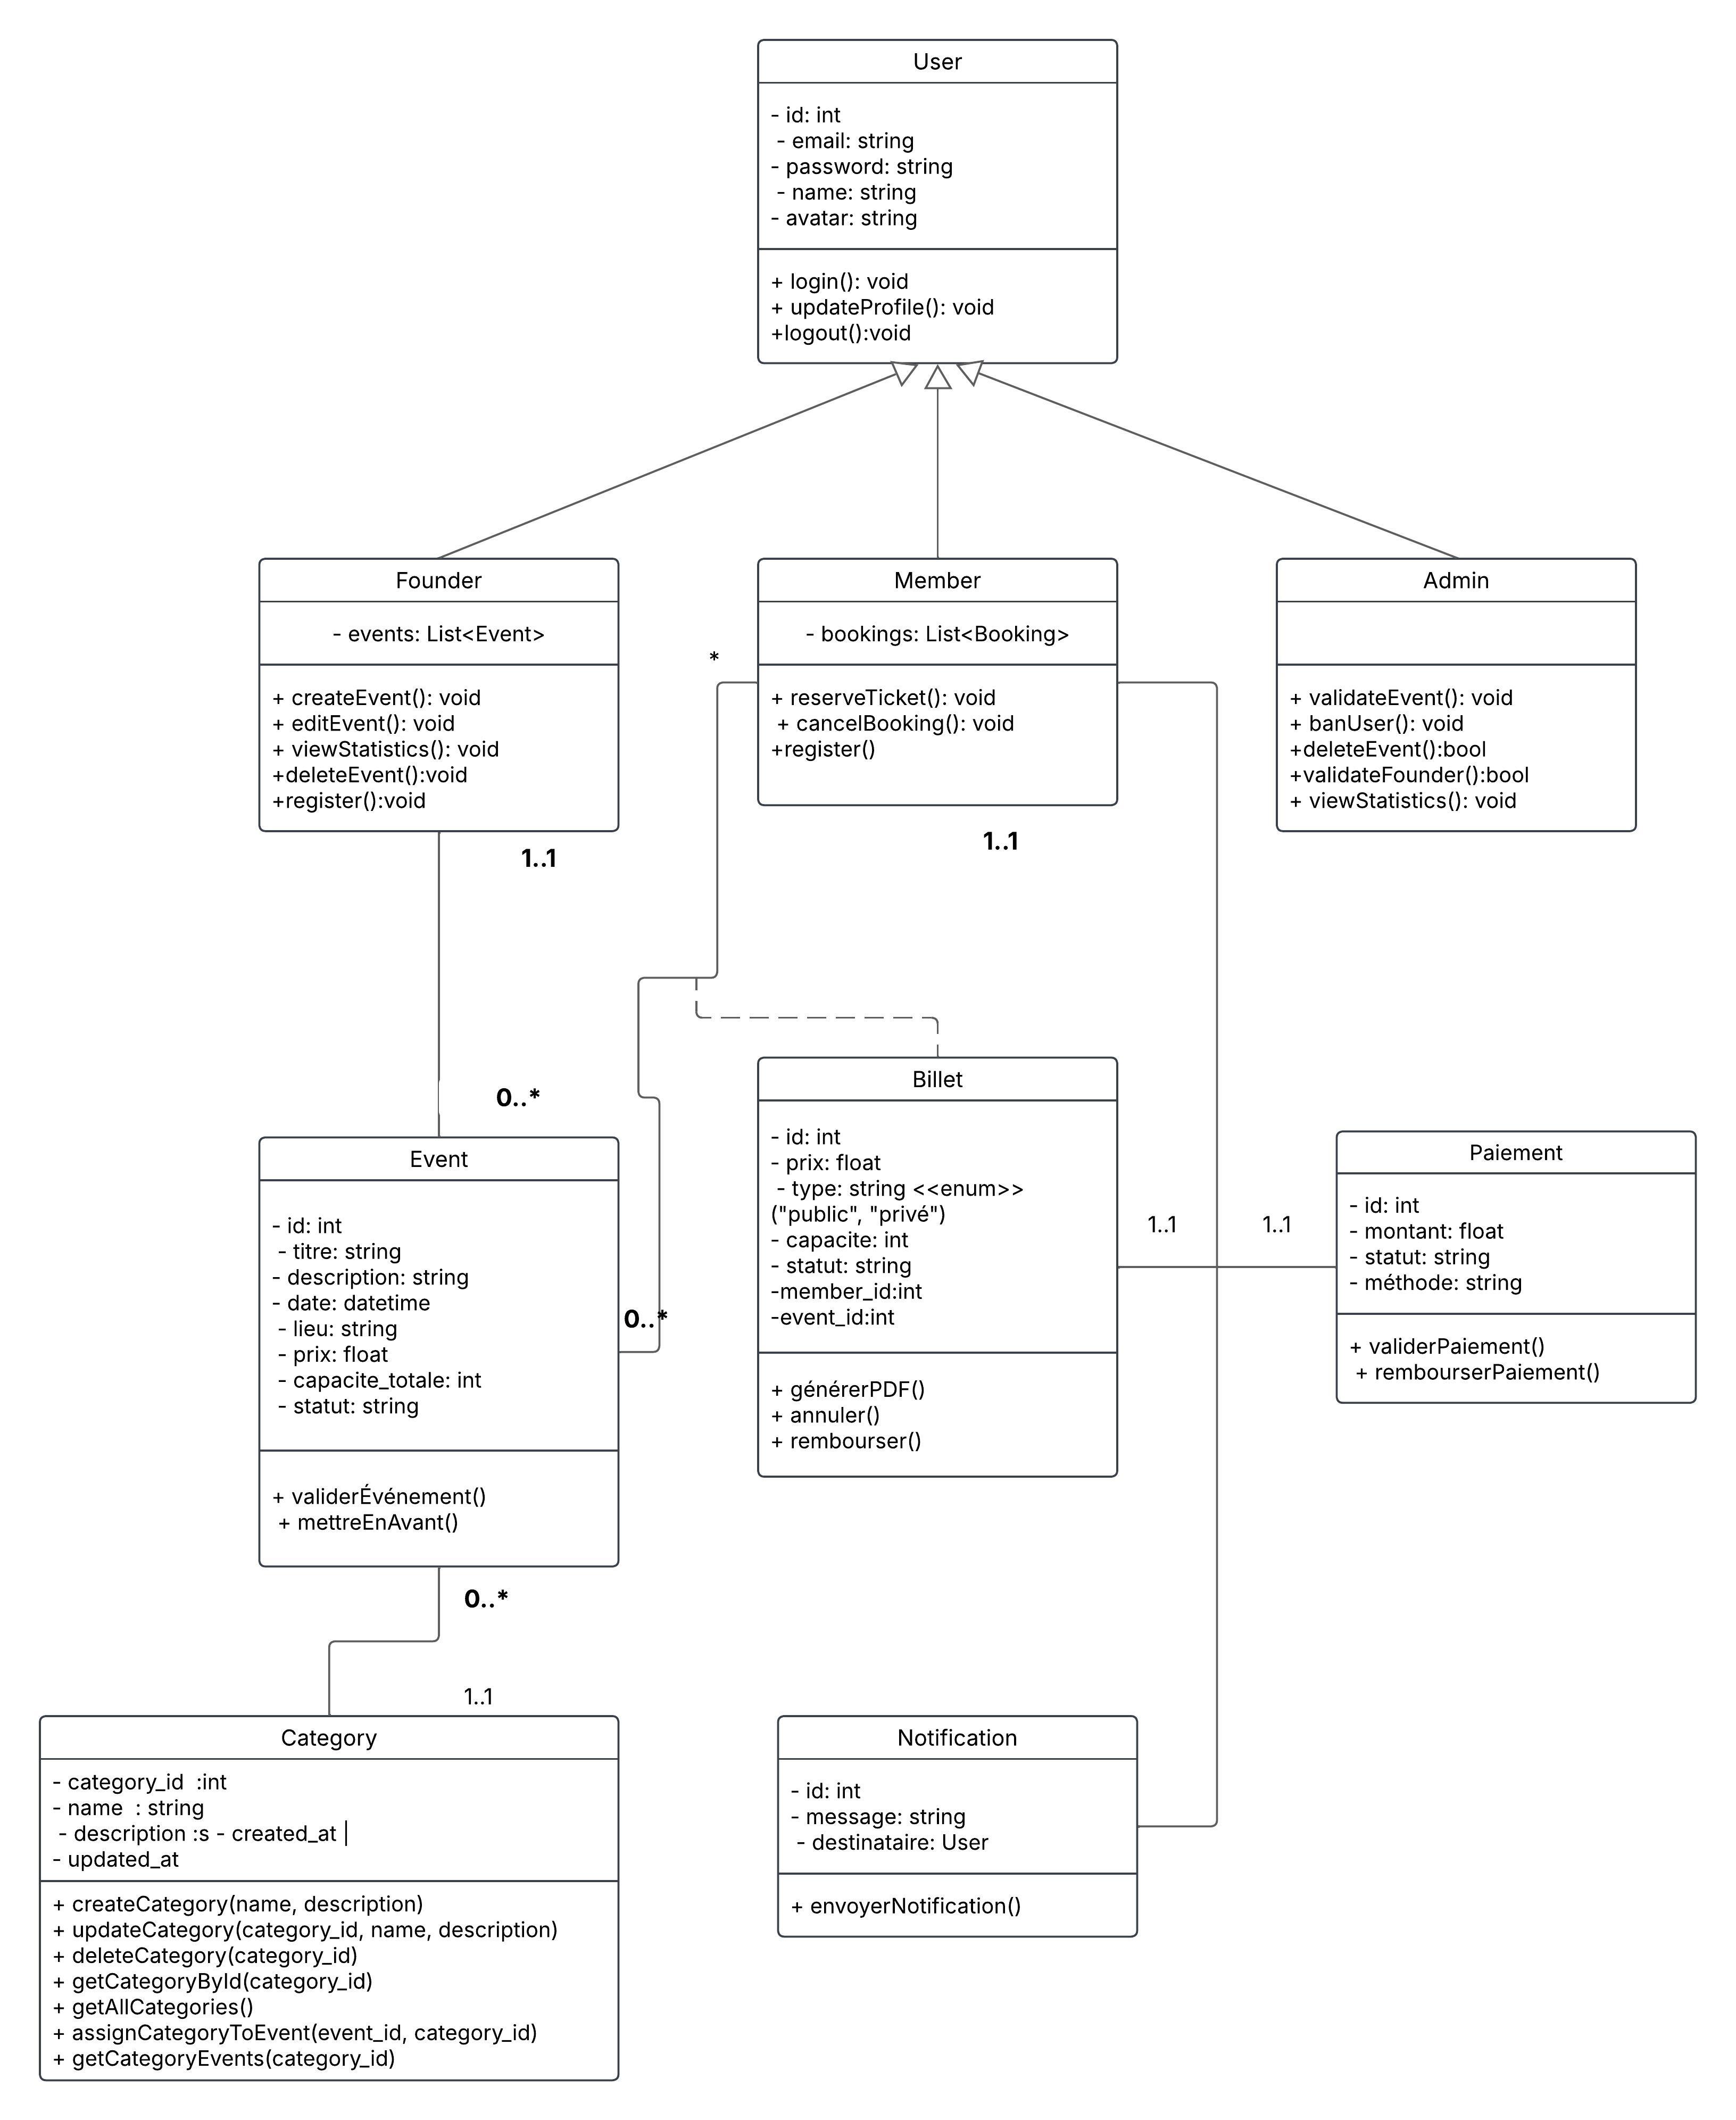 User
- id: int
- email: string
- password: string
- name: string
- avatar: string
+ login(): void
+ updateProfile(): void
+logout():void
Founder
- events: List<Event>
+ createEvent(): void
+ editEvent(): void
+ viewStatistics(): void
+deleteEvent():void
+register():void
1..1
Member
- bookings: List<Booking>
*
+ reserveTicket(): void
+ cancelBooking(): void
+register()
1..1
Admin
+ validateEvent(): void
+ banUser(): void
+deleteEvent():bool
+validateFounder():bool
+ viewStatistics(): void
0..*
Event
- id: int
- titre: string
- description: string
- date: datetime
- lieu: string
- prix: float
- capacite_totale: int
- statut: string
+ validerÉvénement()
+ mettreEnAvant()
0..*
0..*
Billet
- id: int
- prix: float
- type: string <<enum>>
("public", "privé")
- capacite: int
- statut: string
-member_id:int
-event_id:int
+ générerPDF()
+ annuler()
+ rembourser()
1..1
1..1
Paiement
- id: int
- montant: float
- statut: string
- méthode: string
+ validerPaiement()
+ rembourserPaiement()
1..1
Category
- category_id  :int
- name  : string
- description :s - created_at |
- updated_at
+ createCategory(name, description)
+ updateCategory(category_id, name, description)
+ deleteCategory(category_id)
+ getCategoryById(category_id)
+ getAllCategories()
+ assignCategoryToEvent(event_id, category_id)
+ getCategoryEvents(category_id)
Notification
- id: int
- message: string
- destinataire: User
+ envoyerNotification()